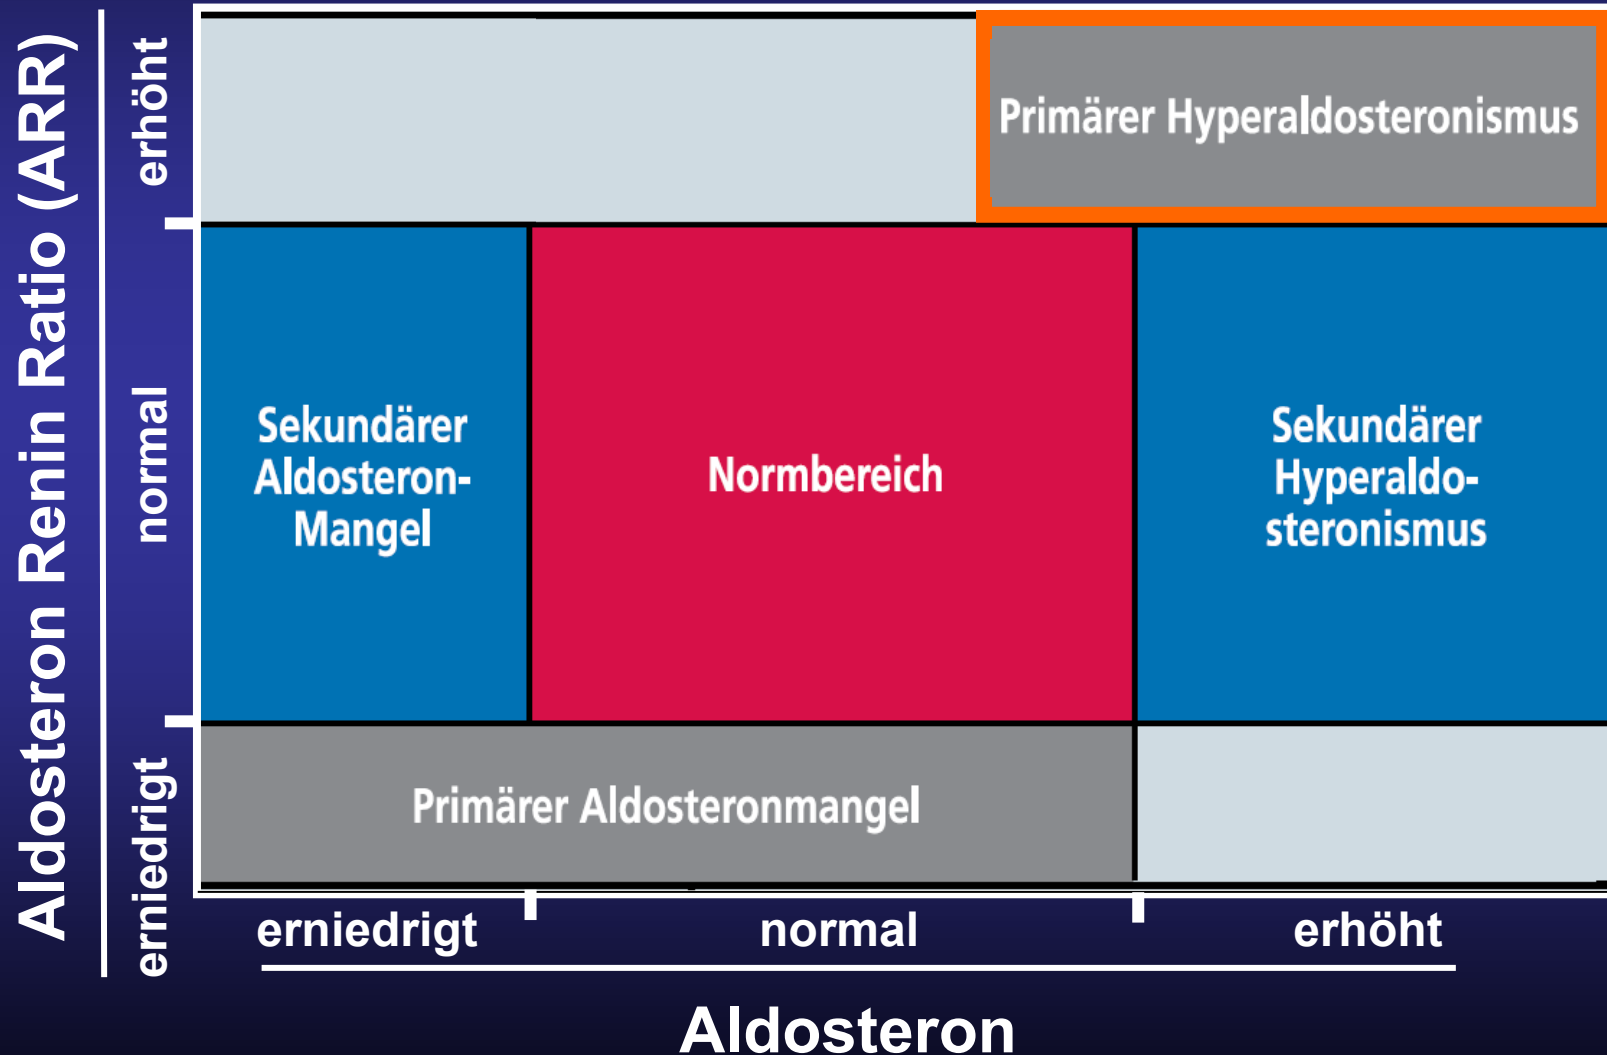 Aldosteron Renin Ratio (ARR)
erhöht
normal
erniedrigt
Primärer Hyperaldosteronismus
Sekundärer
Aldosteron-
Mangel
Normbereich
Sekundärer
Hyperaldo-
steronismus
Primärer Aldosteronmangel
erniedrigt
normal
erhöht
Aldosteron